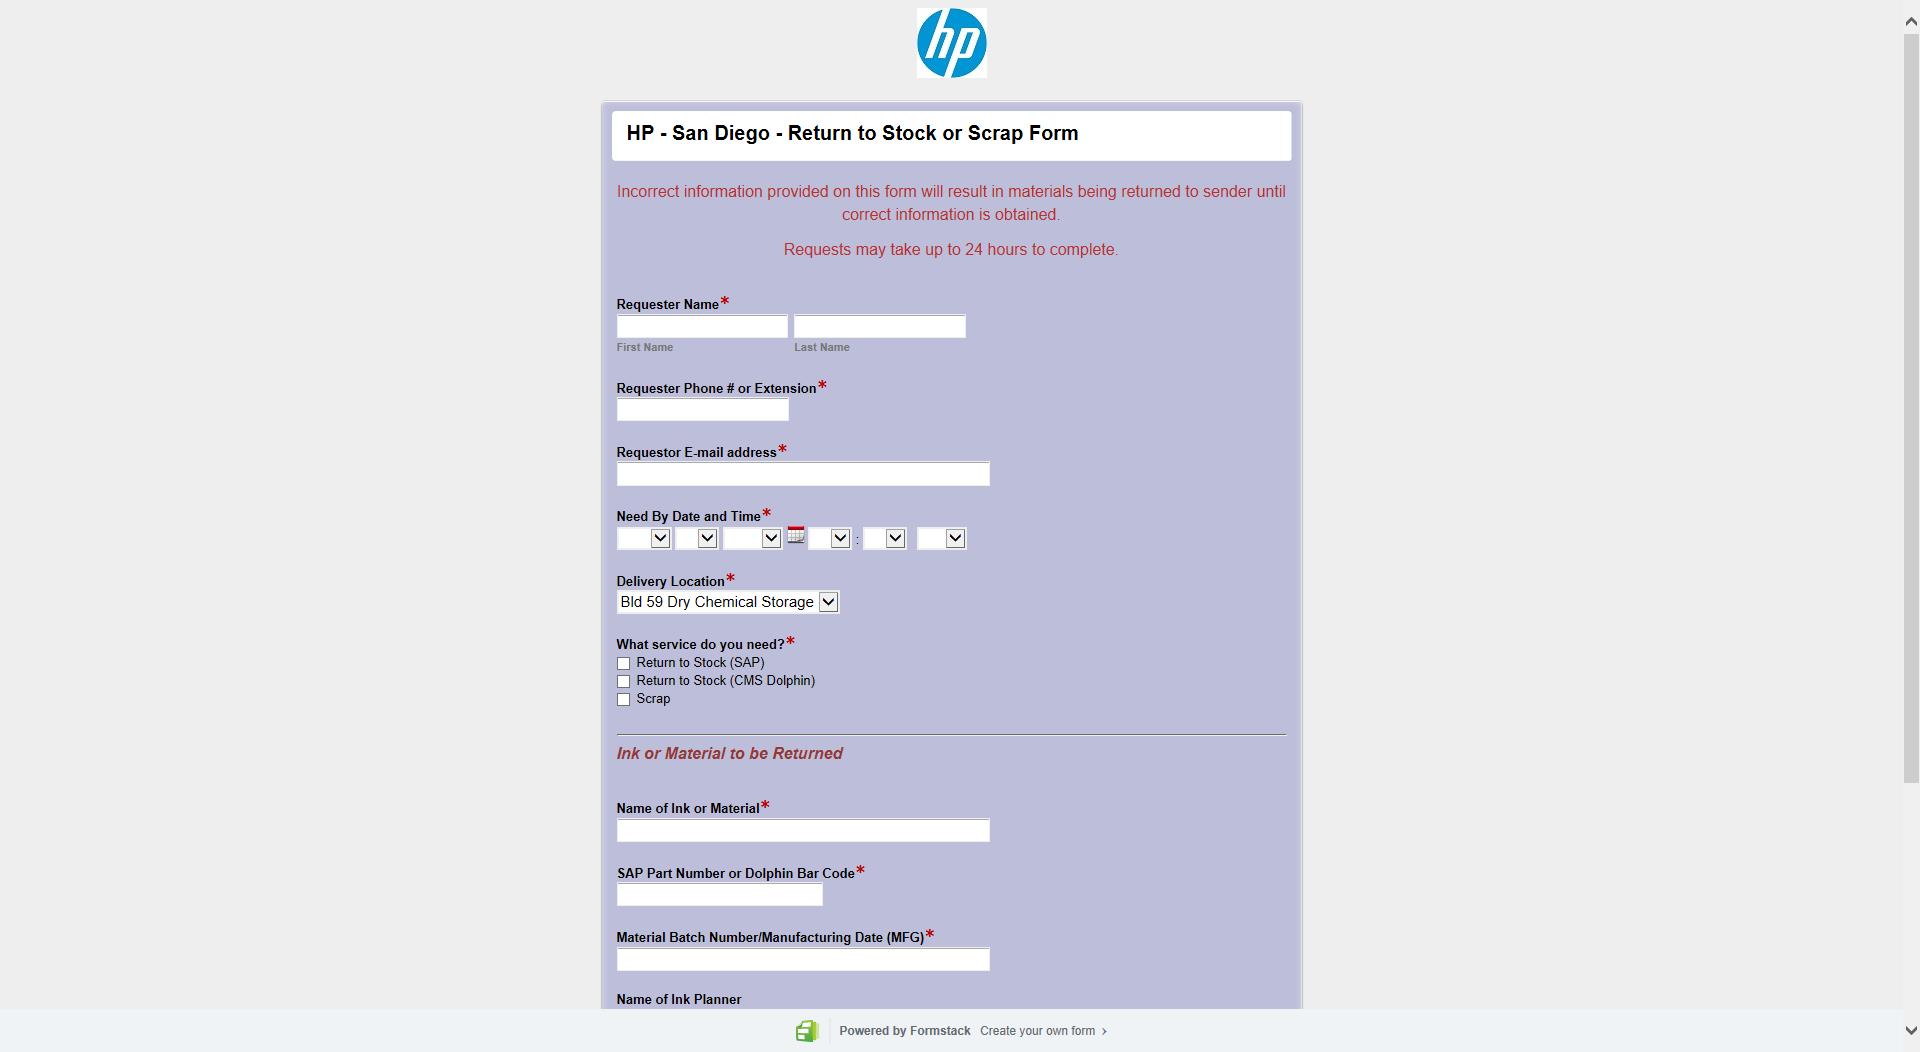 hp
HP - San Diego - Return to Stock or Scrap Form
Incorrect information provided on this form will result in materials being returned to sender until
correct information is obtained.
Requests may take up to 24 hours to complete.
Requester Name*
First Name Last Name
Requester Phone # or Extension*
Requestor E-mail address*
Need By Date and Time*
:
Delivery Location*
Bld 59 Dry Chemical Storage
What service do you need?*
Return to Stock (SAP)
Return to Stock (CMS Dolphin)
Scrap
Ink or Material to be Returned
Name of Ink or Material*
SAP Part Number or Dolphin Bar Code*
Material Batch Number/Manufacturing Date (MFG)*
Name of Ink Planner
Powered by Formstack Create your own form ›